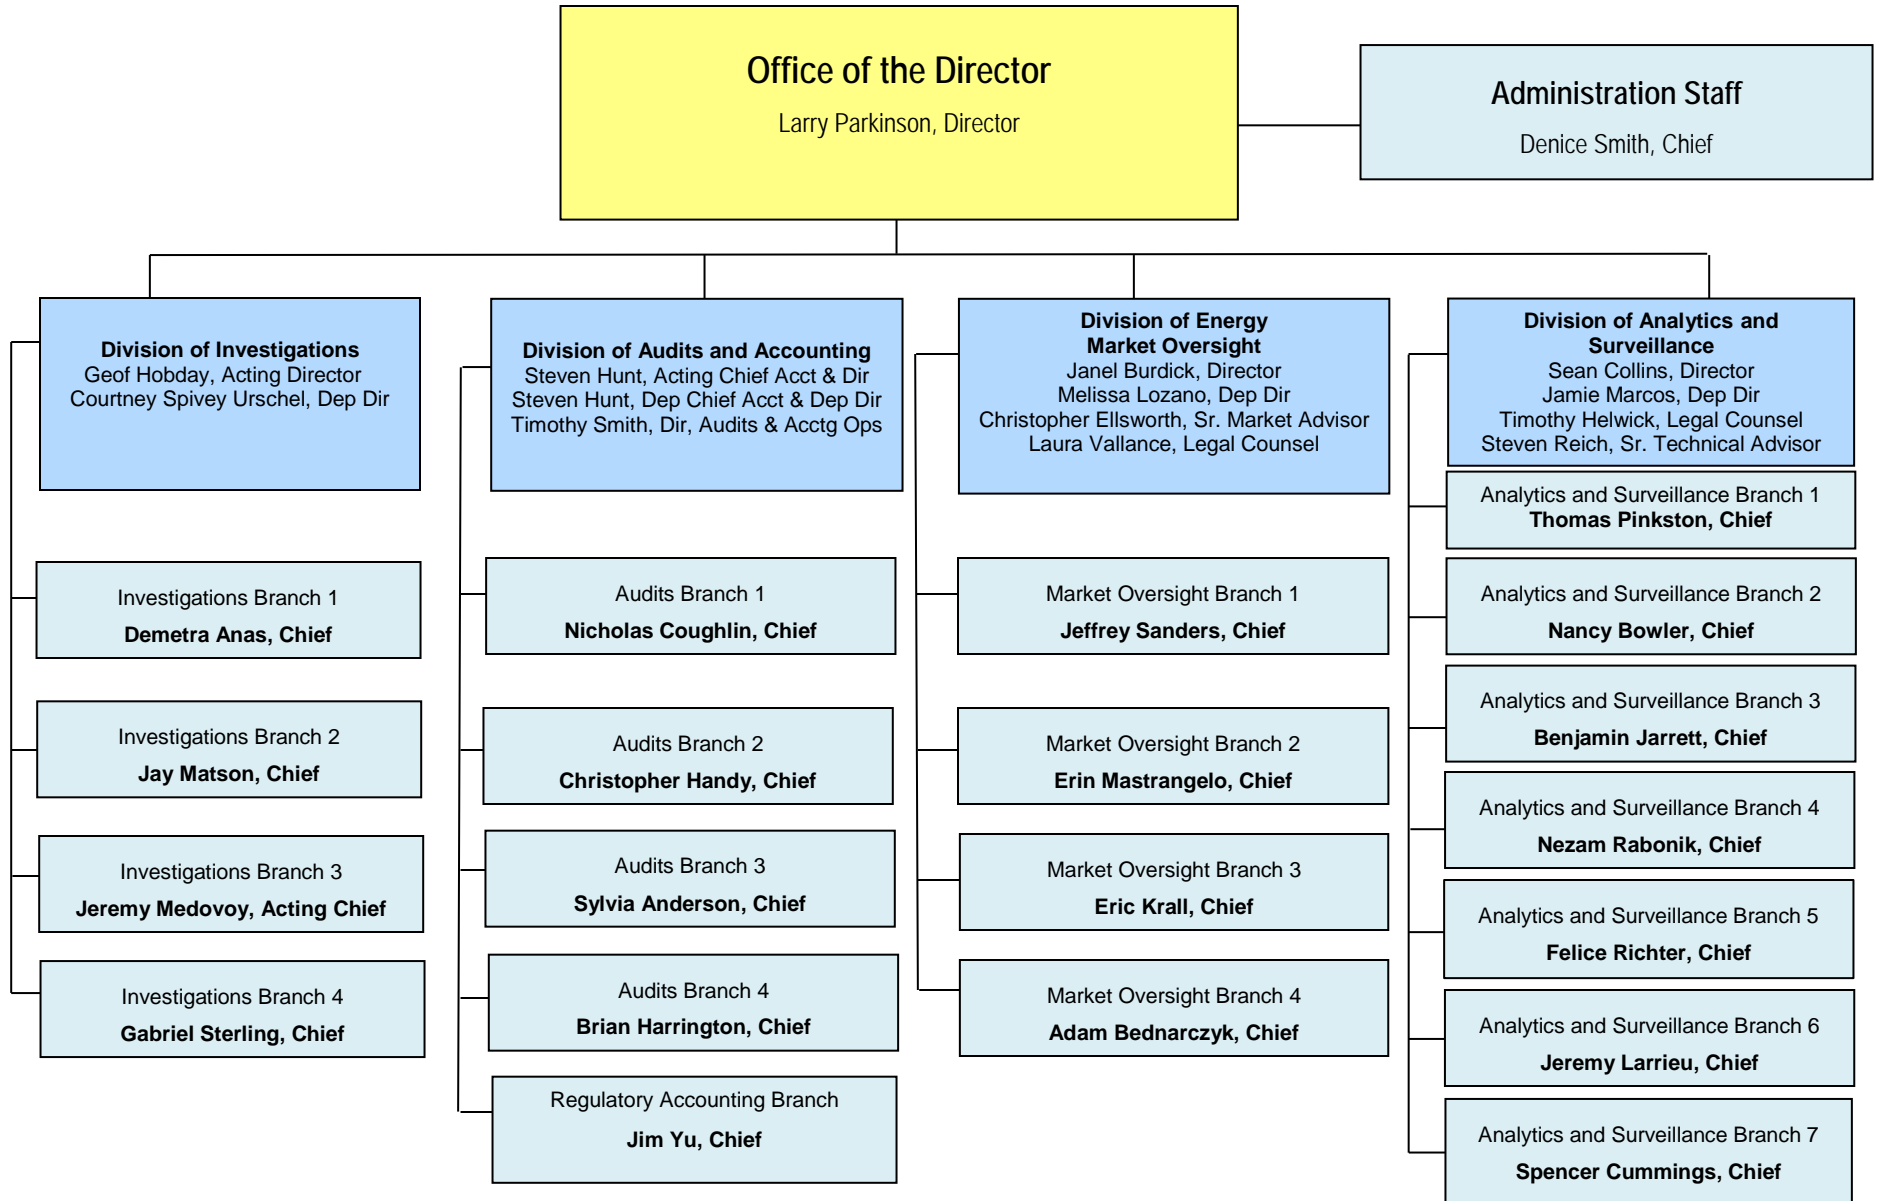 Office of the Director
Larry Parkinson, Director
Administration Staff
Denice Smith, Chief
Division of Investigations
Geof Hobday, Acting Director
Courtney Spivey Urschel, Dep Dir
Investigations Branch 1
Demetra Anas, Chief
Investigations Branch 2
Jay Matson, Chief
Investigations Branch 3
Jeremy Medovoy, Acting Chief
Investigations Branch 4
Gabriel Sterling, Chief
Division of Audits and Accounting
Steven Hunt, Acting Chief Acct & Dir
Steven Hunt, Dep Chief Acct & Dep Dir
Timothy Smith, Dir, Audits & Acctg Ops
Audits Branch 1
Nicholas Coughlin, Chief
Audits Branch 2
Christopher Handy, Chief
Audits Branch 3
Sylvia Anderson, Chief
Audits Branch 4
Brian Harrington, Chief
Regulatory Accounting Branch
Jim Yu, Chief
Division of Energy
Market Oversight
Janel Burdick, Director
Melissa Lozano, Dep Dir
Christopher Ellsworth, Sr. Market Advisor
Laura Vallance, Legal Counsel
Market Oversight Branch 1
Jeffrey Sanders, Chief
Market Oversight Branch 2
Erin Mastrangelo, Chief
Market Oversight Branch 3
Eric Krall, Chief
Market Oversight Branch 4
Adam Bednarczyk, Chief
Division of Analytics and
Surveillance
Sean Collins, Director
Jamie Marcos, Dep Dir
Timothy Helwick, Legal Counsel
Steven Reich, Sr. Technical Advisor
Analytics and Surveillance Branch 1
Thomas Pinkston, Chief
Analytics and Surveillance Branch 2
Nancy Bowler, Chief
Analytics and Surveillance Branch 3
Benjamin Jarrett, Chief
Analytics and Surveillance Branch 4
Nezam Rabonik, Chief
Analytics and Surveillance Branch 5
Felice Richter, Chief
Analytics and Surveillance Branch 6
Jeremy Larrieu, Chief
Analytics and Surveillance Branch 7
Spencer Cummings, Chief